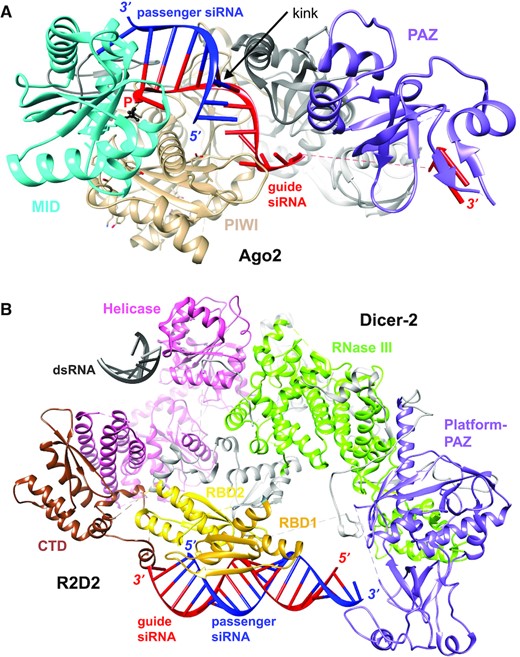 A
3'
passenger siRNA
kink
PAZ
P
5'
guide
siRNA
3'
MID
PIWI
Ago2
B
Helicase
Dicer-2
dsRNA
RNase III
Platform-
PAZ
RBD2
RBD1
CTD
5'
5'
R2D2
3'
3'
guide
siRNA
passenger
siRNA